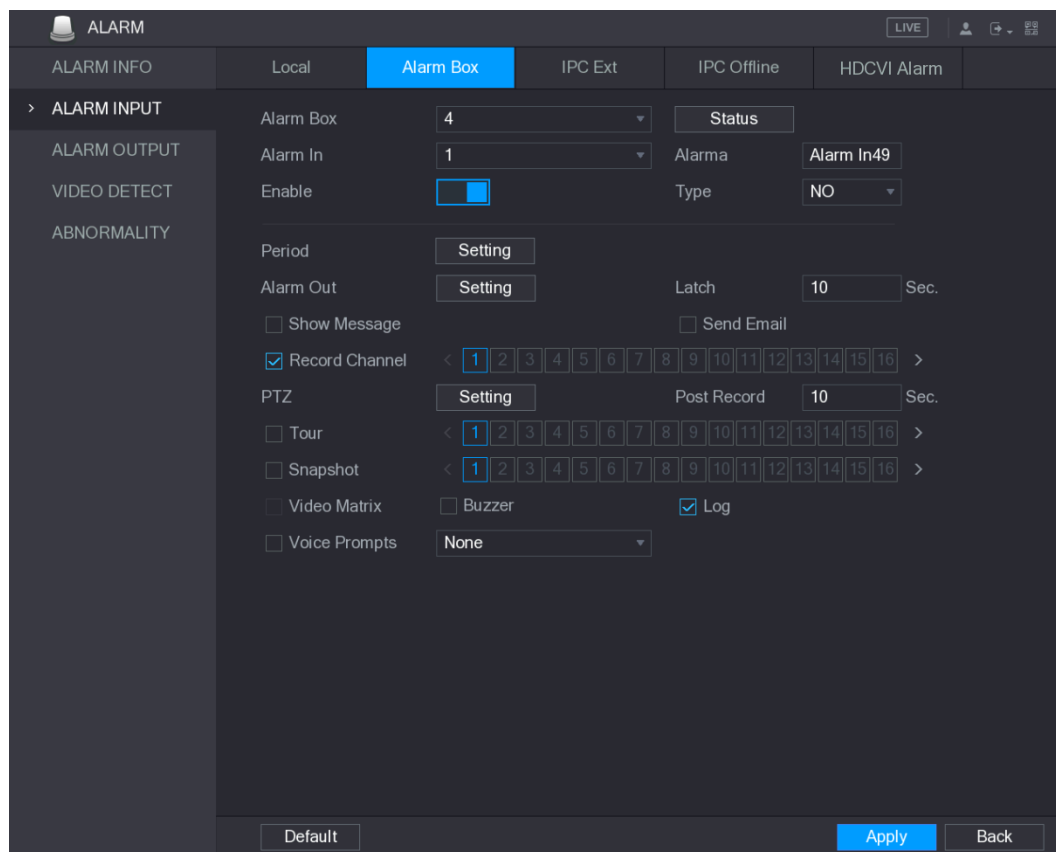 ALARM LIVE
ALARM INFO Local Alarm Box IPC Ext IPC Offline HDCVI Alarm
> ALARM INPUT
ALARM OUTPUT
VIDEO DETECT
ABNORMALITY
Alarm Box 4 Status
Alarm In 1 Alarma Alarm In49
Enable Type NO
Period Setting
Alarm Out Setting Latch 10 Sec.
Show Message Send Email
Record Channel < 1 2 3 4 5 6 7 8 9 10 11 12 13 14 15 16 >
PTZ Setting Post Record 10 Sec.
Tour < 1 2 3 4 5 6 7 8 9 10 11 12 13 14 15 16 >
Snapshot < 1 2 3 4 5 6 7 8 9 10 11 12 13 14 15 16 >
Video Matrix Buzzer Log
Voice Prompts None
Default Apply Back